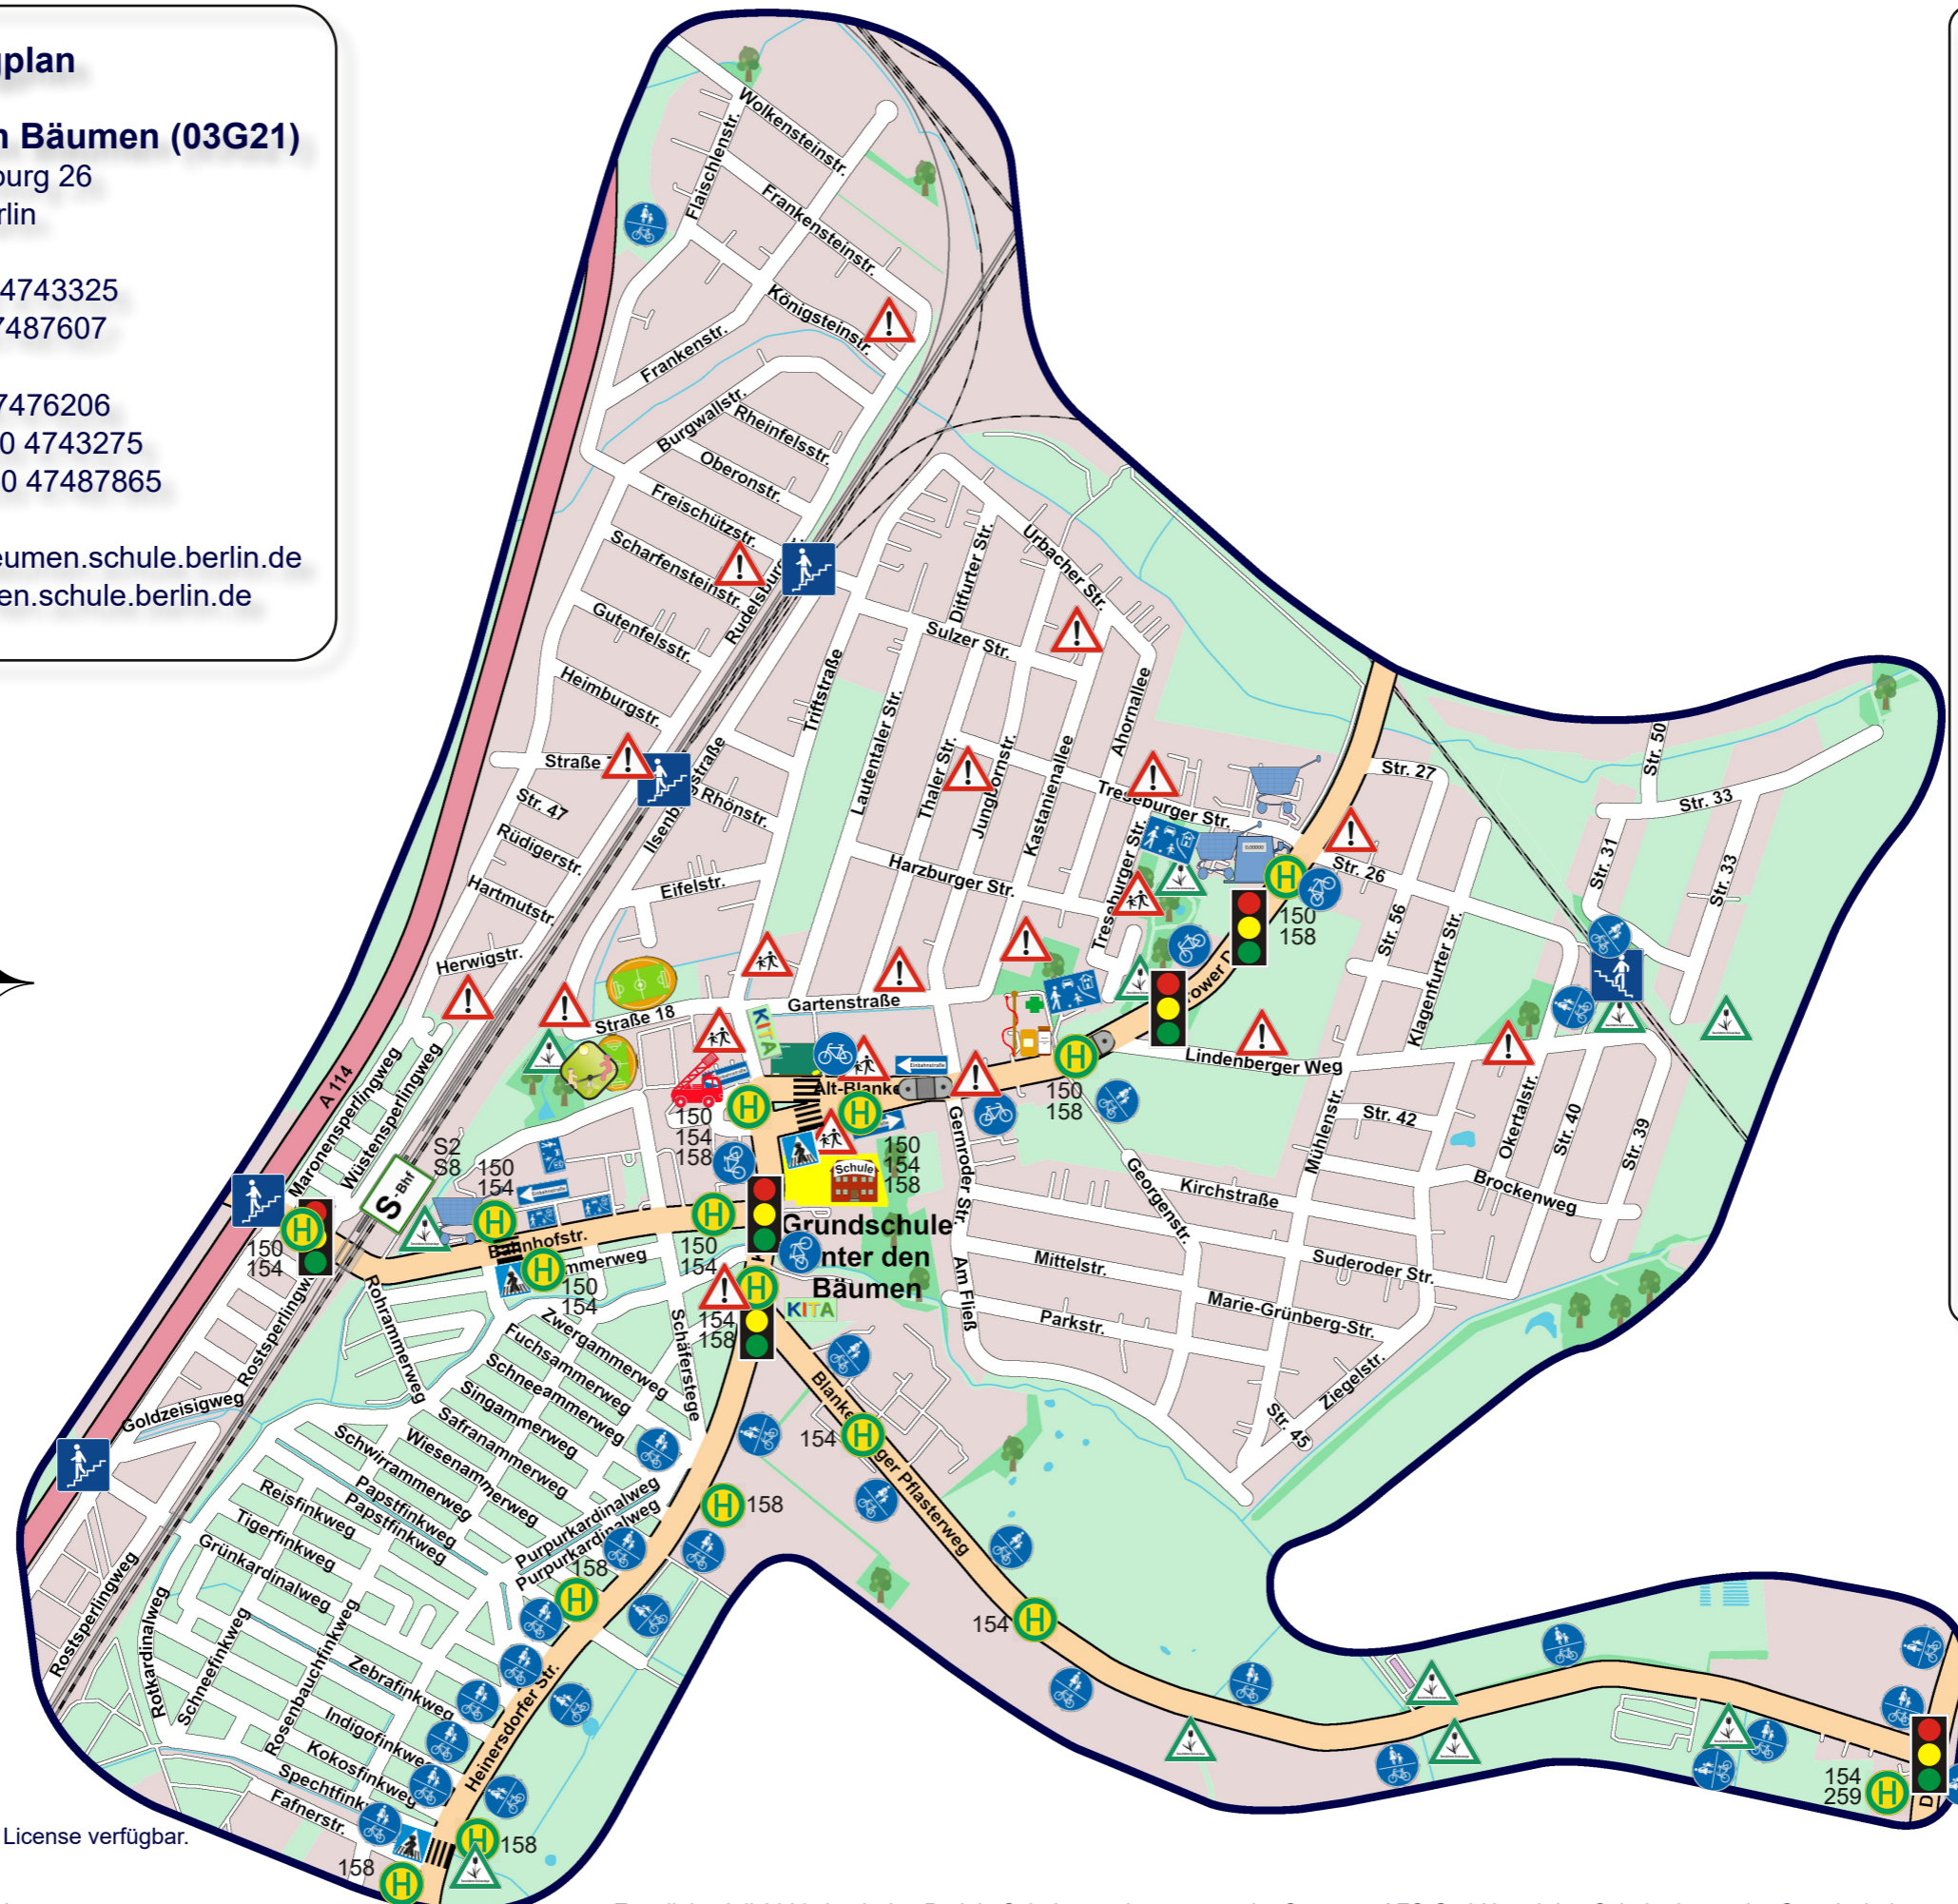 gplan
n Bäumen (03G21)
burg 26
rlin
4743325
7487607
7476206
0 4743275
0 47487865
eumen.schule.berlin.de
en.schule.berlin.de
Wolkensteinstr.
Flaischlenstr.
Frankensteinstr.
Königsteinstr.
Frankenstr.
Burgwallstr.
Rheinfelsstr.
Oberonstr.
Freischützstr.
Scharfensteinstr.
Gutenfelsstr.
Heimburgstr.
Straße
Str. 47
Rüdigerstr.
Hartmutstr.
Herwigstr.
Rhönstr.
Eifelstr.
Triftstraße
Lautentaler Str.
Ditfurter Str.
Urbacher Str.
Sulzer Str.
Thaler Str.
Jungbornstr.
Kastanienallee
Ahornallee
Treseburger Str.
Treseburger Str.
Harzburger Str.
Gartenstraße
Straße 18
KITA
Einbahnstraße
Einbahnstraße
Str. 27
Str. 26
Str. 56
Klagenfurter Str.
Str. 50
Str. 33
Str. 31
Str. 33
H
150
158
H
150
158
Lindenberger Weg
Mühlenstr.
Str. 42
Okertalstr.
Str. 40
Str. 39
Brockenweg
Kirchstraße
Georgenstr.
Gernroder Str.
Am Fließ
Mittelstr.
Suderoder Str.
Marie-Grünberg-Str.
Parkstr.
Ziegelstr.
Str. 45
A 114
Maronensperlingweg
Wüstensperlingweg
S-Bhf
S2
S8
H
150
154
H
150
154
Einbahnstraße
H
150
154
158
H
150
154
158
Schule
Grundschule
Bäumen
Bahnhofstr.
H
150
154
H
150
154
H
154
158
KITA
Rohrammerweg
Zwergammerweg
Fuchsammerweg
Schneeammerweg
Singammerweg
Safranammerweg
Wiesenammerweg
Schwirrammerweg
Papstfinkweg
Papstfinkweg
Reisfinkweg
Tigerfinkweg
Grünkardinalweg
Schäferstege
Purpurkardinalweg
Purpurkardinalweg
Goldzeisigweg
Rostsperlingweg
Rotkardinalweg
Schneefinkweg
Rosenbauchfinkweg
Zebrafinkweg
Indigofinkweg
Kokosfinkweg
Fafnerstr.
Heinersdorfer Str.
H
158
H
158
H
158
H
158
H
154
H
154
H
154
259
License verfügbar.